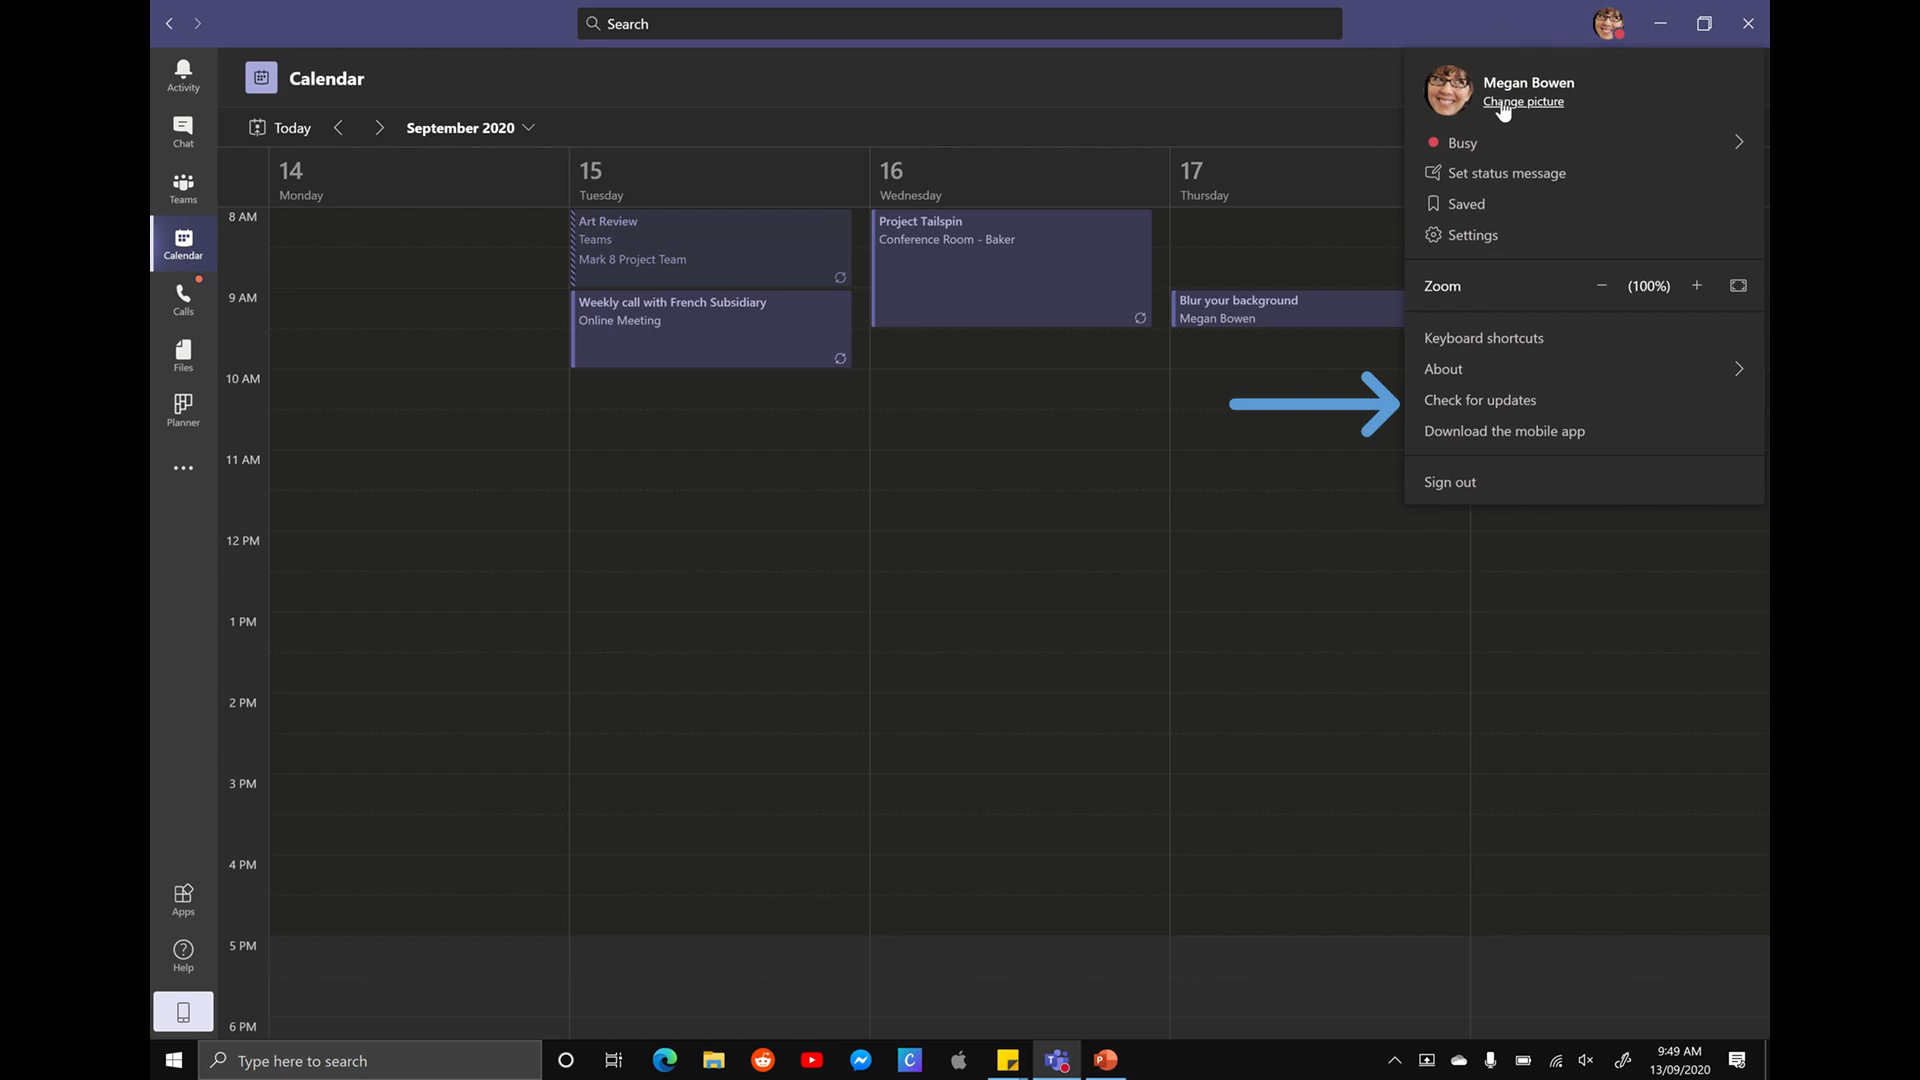 Search
Activity
Chat
Teams
Calendar
Calls
Files
Planner
Apps
Help
Calendar
Today
September 2020
14
Monday
15
Tuesday
16
Wednesday
17
Thursday
8 AM
9 AM
10 AM
11 AM
12 PM
1 PM
2 PM
3 PM
4 PM
5 PM
6 PM
Art Review
Teams
Mark 8 Project Team
Weekly call with French Subsidiary
Online Meeting
Project Tailspin
Conference Room - Baker
Blur your background
Megan Bowen
Megan Bowen
Change picture
Busy
Set status message
Saved
Settings
Zoom
(100%)
Keyboard shortcuts
About
Check for updates
Download the mobile app
Sign out
Type here to search
9:49 AM
13/09/2020